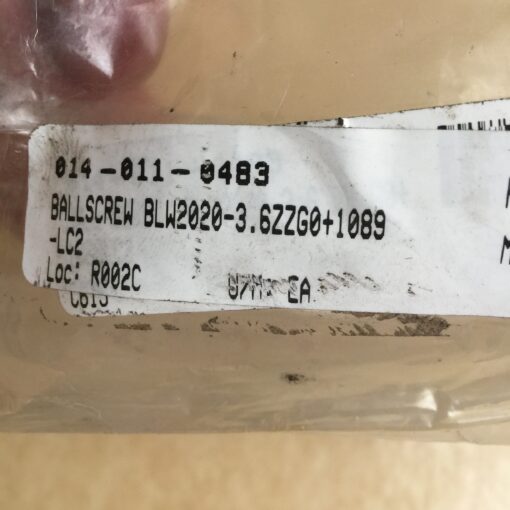 014-011-0483
BALLSCREW BLW2020-3.6ZZG0+1089
-LC2
Loc: R002C U/M: EA